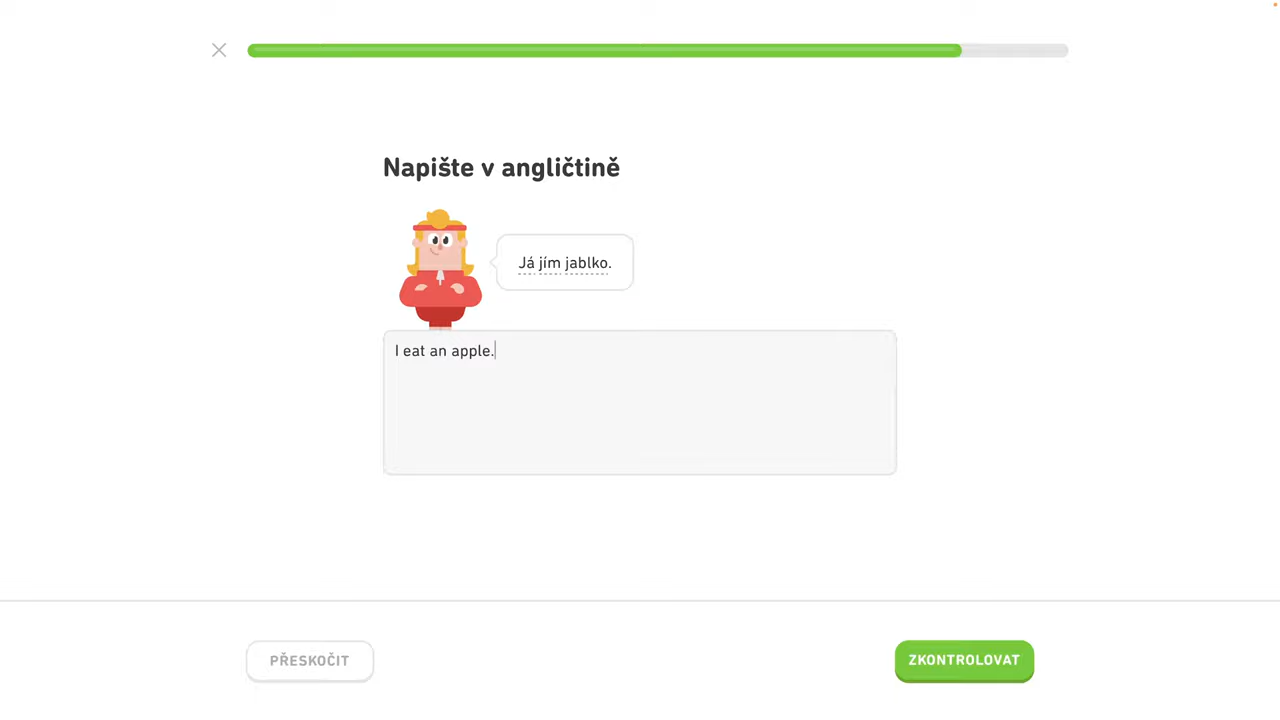 Napište v angličtině
Já jím jablko.
I eat an apple.
PŘESKOČIT
ZKONTROLOVAT